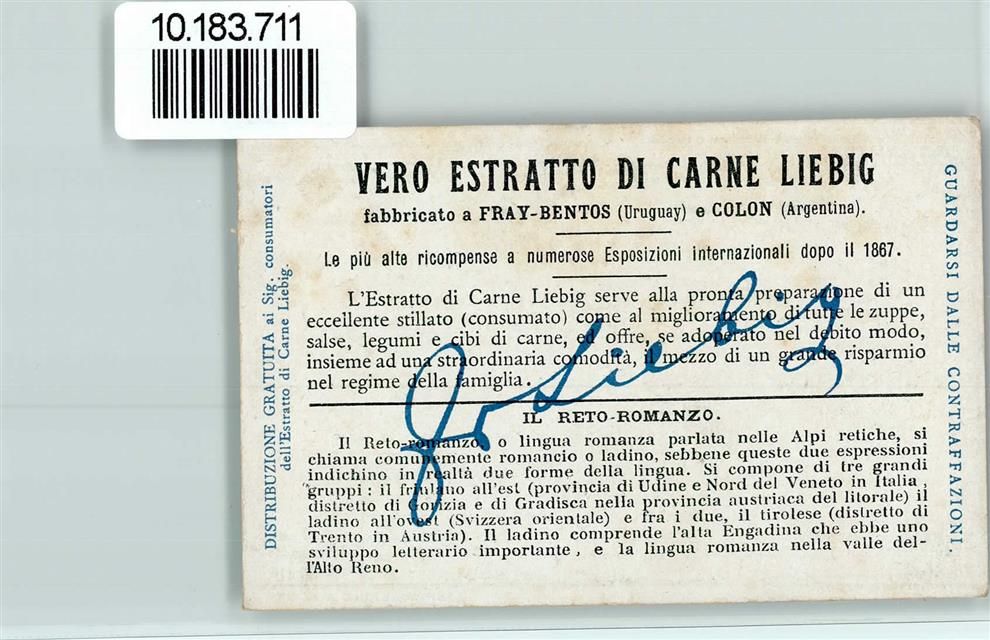 10.183.711
VERO ESTRATTO DI CARNE LIEBIG
fabbricato a FRAY-BENTOS (Uruguay) e COLON (Argentina).
Le più alte ricompense a numerose Esposizioni internazionali dopo il 1867.
L'Estratto di Carne Liebig serve alla pronta preparazione di un
eccellente stillato (consumato) come al miglioramento di tutte le zuppe,
salse, legumi e cibi di carne, ed offre, se adoperato nel debito modo,
insieme ad una straordinaria comodità, il mezzo di un grande risparmio
nel regime della famiglia.
IL RETO-ROMANZO.
Il Reto-romanzo, o lingua romanza parlata nelle Alpi retiche, si
chiama comunemente romancio o ladino, sebbene queste due espressioni
indichino in realtà due forme della lingua. Si compone di tre grandi
gruppi : il friulano all'est (provincia di Udine e Nord del Veneto in Italia,
distretto di Gorizia e di Gradisca nella provincia austriaca del litorale) il
ladino all'ovest (Svizzera orientale) e fra i due, il tirolese (distretto di
Trento in Austria). Il ladino comprende l'alta Engadina che ebbe uno
sviluppo letterario importante, e la lingua romanza nella valle del-
l'Alto Reno.
DISTRIBUZIONE GRATUITA ai Sig. consumatori
dell'Estratto di Carne Liebig.
GUARDARSI DALLE CONTRAFFAZIONI.
Liebig